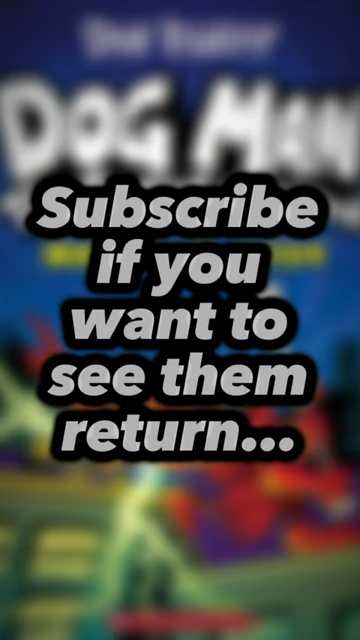 DOG MAN
Subscribe
if you
want to
see them
return...